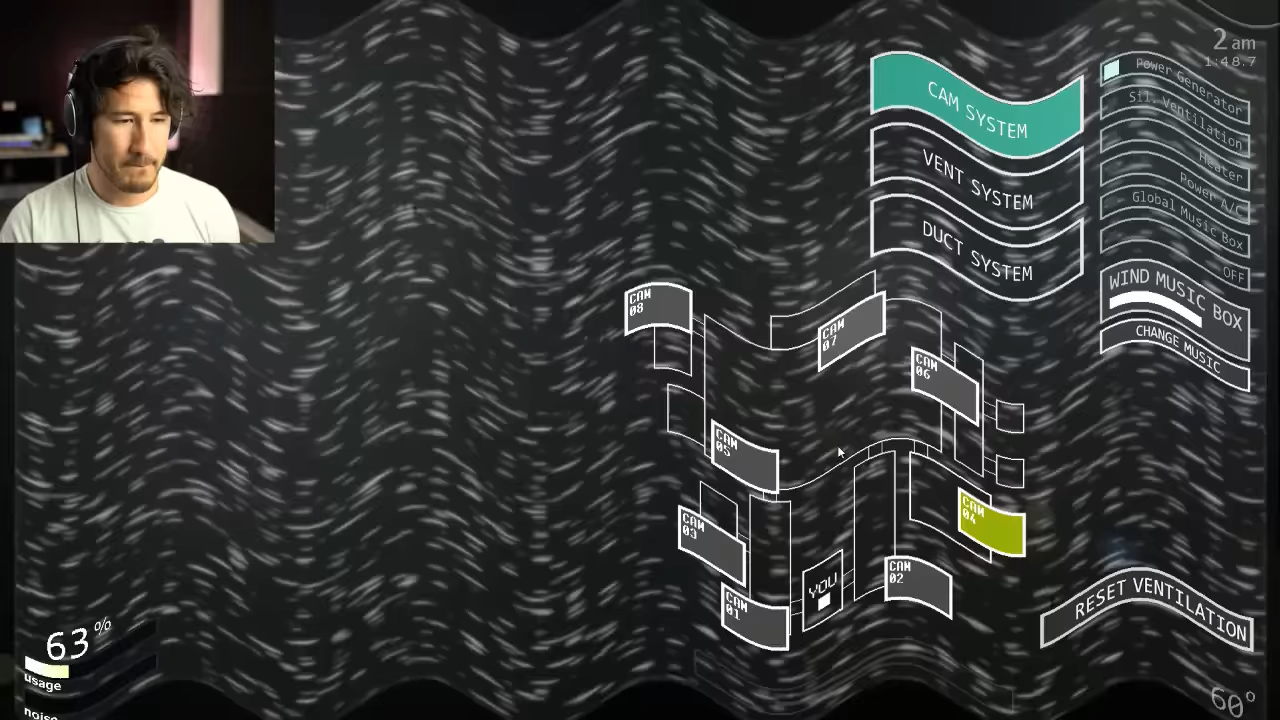 2 am
1:48.7
CAM SYSTEM
VENT SYSTEM
DUCT SYSTEM
Power Generator
Sil. Ventilation
Heater
Power A/C
Global Music Box
OFF
WIND MUSIC BOX
CHANGE MUSIC
CAM 08
CAM 07
CAM 06
CAM 05
CAM 04
CAM 03
CAM 02
CAM 01
YOU
RESET VENTILATION
63%
usage
noise
60°